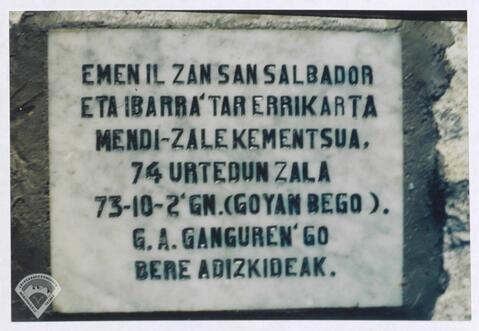 EMEN IL ZAN SAN SALBADOR
ETA IBARRA'TAR ERRIKARTA
MENDI-ZALE KEMENTSUA,
74 URTEDUN ZALA
73-10-2'GN. (GOYAN BEGO).
G. A. GANGUREN'GO
BERE ADIZKIDEAK.